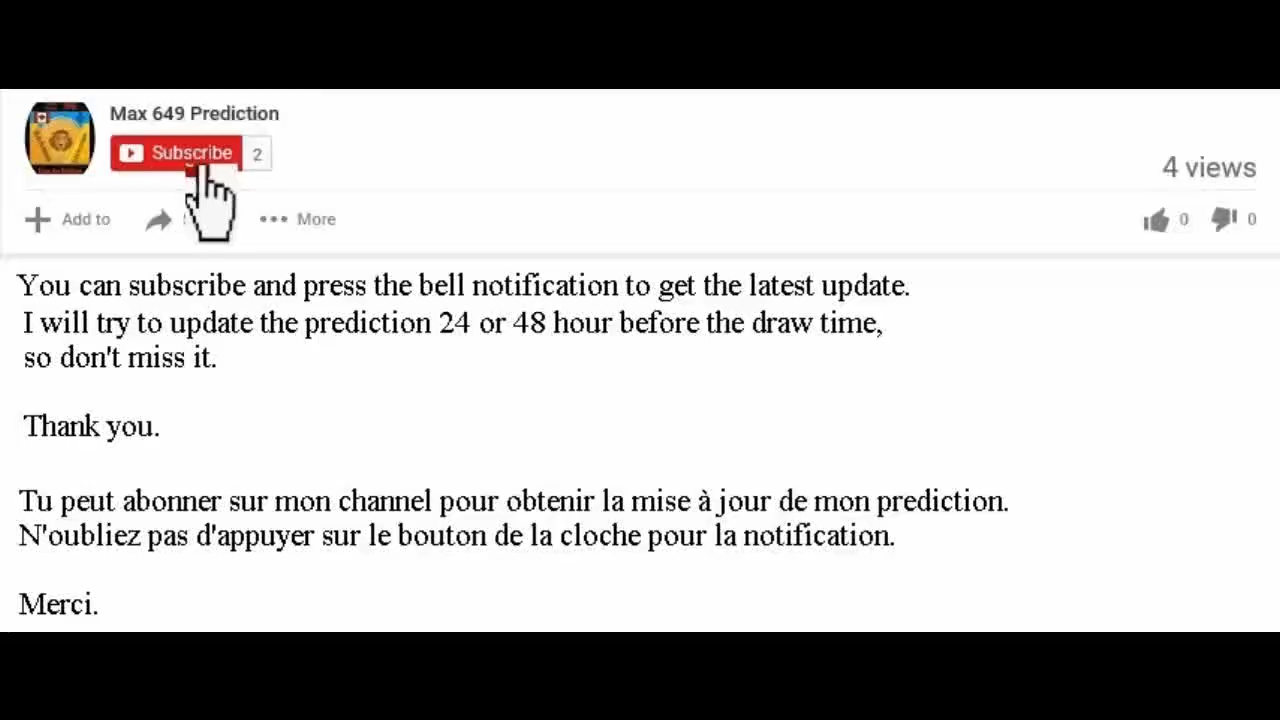 Max 649 Prediction
Subscribe 2
4 views
Add to
More
0 0
You can subscribe and press the bell notification to get the latest update.
I will try to update the prediction 24 or 48 hour before the draw time,
so don't miss it.
Thank you.
Tu peut abonner sur mon channel pour obtenir la mise à jour de mon prediction.
N'oubliez pas d'appuyer sur le bouton de la cloche pour la notification.
Merci.